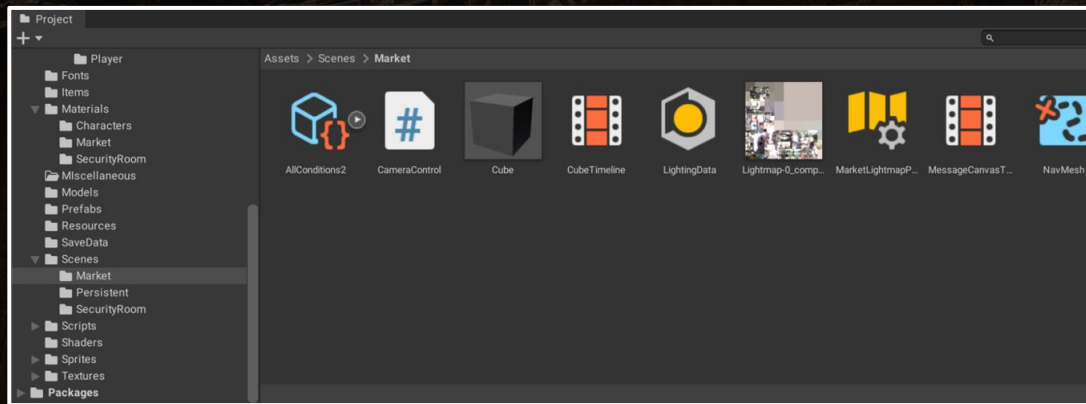 Project
Player
Fonts
Items
Materials
Characters
Market
SecurityRoom
MIscellaneous
Models
Prefabs
Resources
SaveData
Scenes
Market
Persistent
SecurityRoom
Scripts
Shaders
Sprites
Textures
Packages
Assets > Scenes > Market
AllConditions2 CameraControl Cube CubeTimeline LightingData Lightmap-0_comp... MarketLightmapP... MessageCanvasT... NavMesh